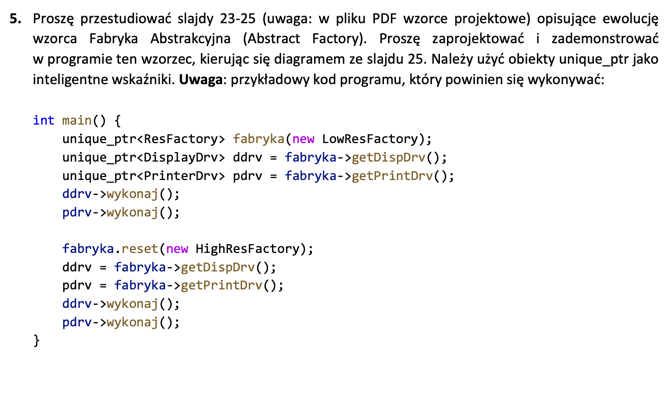 5. Proszę przestudiować slajdy 23-25 (uwaga: w pliku PDF wzorce projektowe) opisujące ewolucję
wzorca Fabryka Abstrakcyjna (Abstract Factory). Proszę zaprojektować i zademonstrować
w programie ten wzorzec, kierując się diagramem ze slajdu 25. Należy użyć obiekty unique_ptr jako
inteligentne wskaźniki. Uwaga: przykładowy kod programu, który powinien się wykonywać:
int main() {
    unique_ptr<ResFactory> fabryka(new LowResFactory);
    unique_ptr<DisplayDrv> ddrv = fabryka->getDispDrv();
    unique_ptr<PrinterDrv> pdrv = fabryka->getPrintDrv();
    ddrv->wykonaj();
    pdrv->wykonaj();
    fabryka.reset(new HighResFactory);
    ddrv = fabryka->getDispDrv();
    pdrv = fabryka->getPrintDrv();
    ddrv->wykonaj();
    pdrv->wykonaj();
}